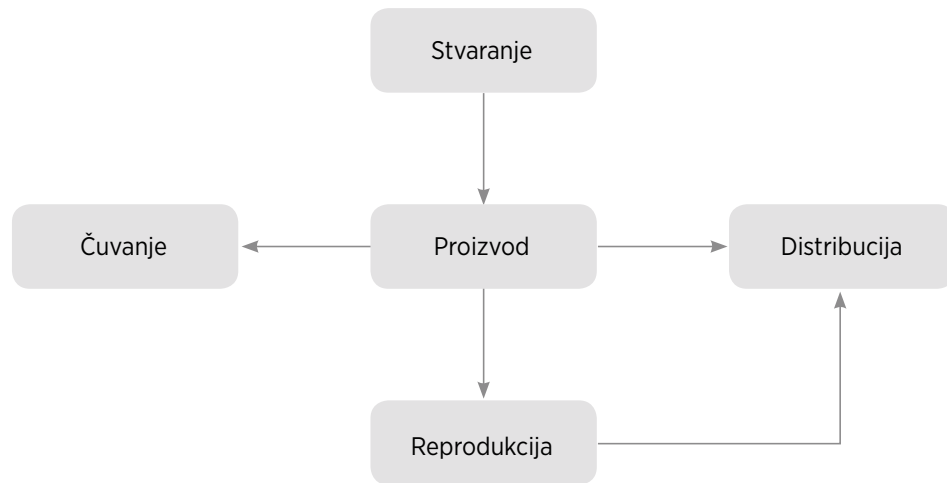 Stvaranje
Čuvanje
Proizvod
Distribucija
Reprodukcija